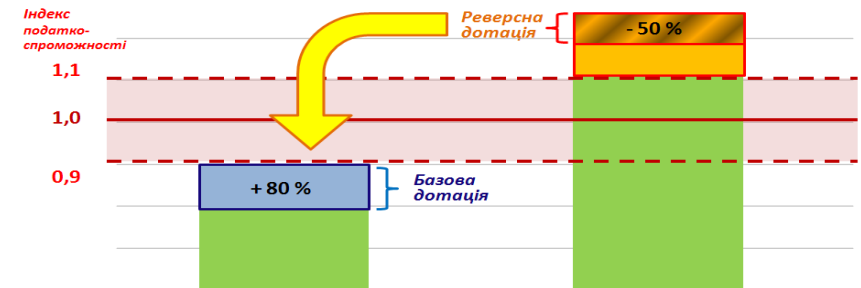 Індекс
податко-
спроможності
1,1
1,0
0,9
Реверсна
дотація
- 50 %
+ 80 %
Базова
дотація